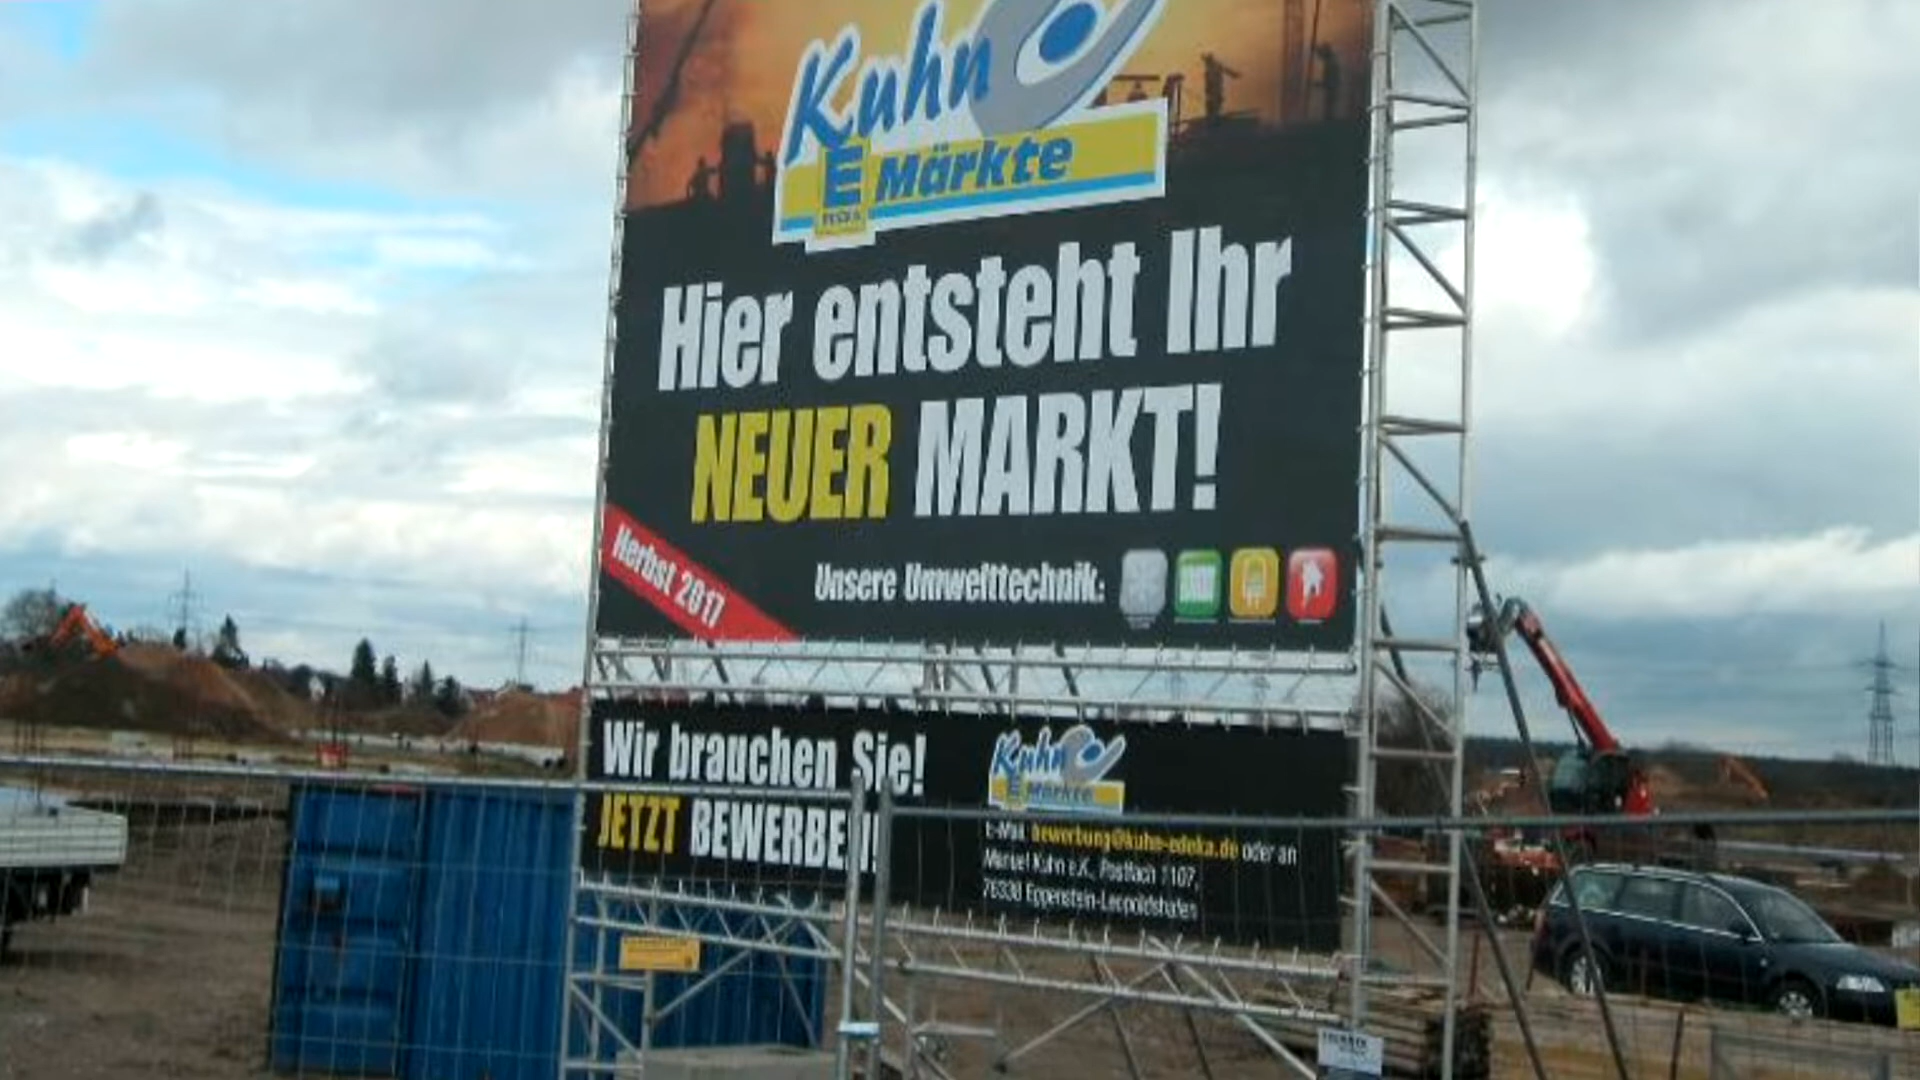 Kuhn
E Märkte
EDEKA
Hier entsteht Ihr
NEUER MARKT!
Herbst 2017
Unsere Umwelttechnik:
Wir brauchen Sie!
JETZT BEWERBEN!
Kuhn
E Märkte
E-Mail bewerbung@kuhn-edeka.de oder an
Manuel Kuhn e.K., Postfach 1107,
76338 Eggenstein-Leopoldshafen